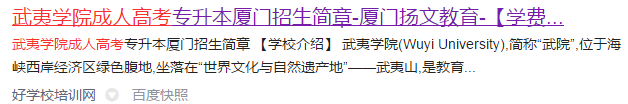 武夷学院成人高考专升本厦门招生简章-厦门扬文教育-【学费...
武夷学院成人高考专升本厦门招生简章 【学校介绍】 武夷学院(Wuyi University),简称“武院”,位于海
峡西岸经济区绿色腹地,坐落在“世界文化与自然遗产地”——武夷山,是教育...
好学校培训网 百度快照